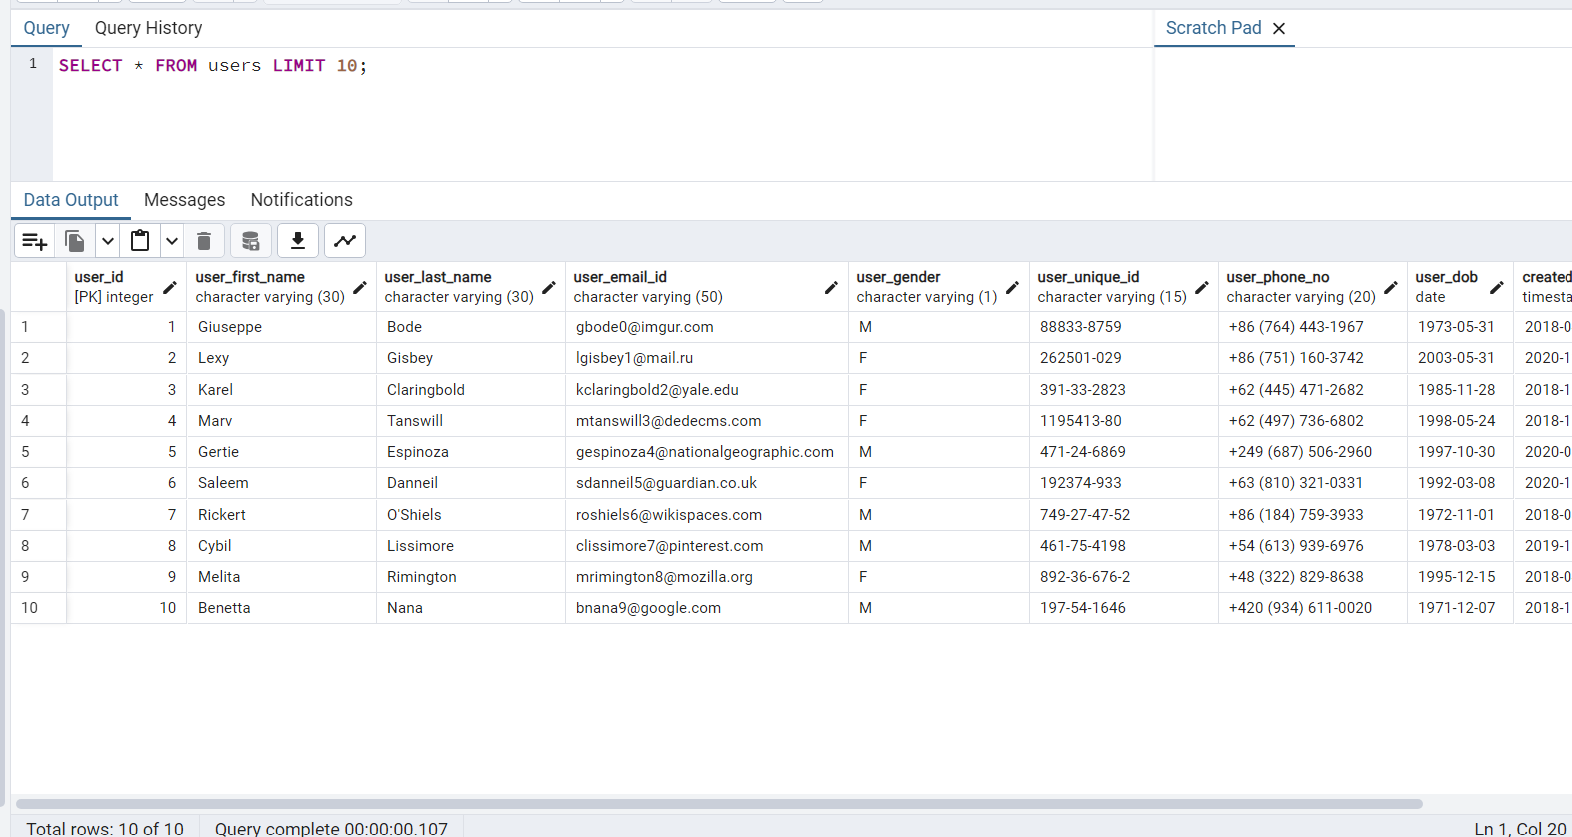 Query Query History Scratch Pad
1 SELECT * FROM users LIMIT 10;
Data Output Messages Notifications
user_id user_first_name user_last_name user_email_id user_gender user_unique_id user_phone_no user_dob created
[PK] integer character varying (30) character varying (30) character varying (50) character varying (1) character varying (15) character varying (20) date timesta
1 1 Giuseppe Bode gbode0@imgur.com M 88833-8759 +86 (764) 443-1967 1973-05-31 2018-0
2 2 Lexy Gisbey lgisbey1@mail.ru F 262501-029 +86 (751) 160-3742 2003-05-31 2020-1
3 3 Karel Claringbold kclaringbold2@yale.edu F 391-33-2823 +62 (445) 471-2682 1985-11-28 2018-1
4 4 Marv Tanswill mtanswill3@dedecms.com F 1195413-80 +62 (497) 736-6802 1998-05-24 2018-1
5 5 Gertie Espinoza gespinoza4@nationalgeographic.com M 471-24-6869 +249 (687) 506-2960 1997-10-30 2020-0
6 6 Saleem Danneil sdanneil5@guardian.co.uk F 192374-933 +63 (810) 321-0331 1992-03-08 2020-1
7 7 Rickert O'Shiels roshiels6@wikispaces.com M 749-27-47-52 +86 (184) 759-3933 1972-11-01 2018-0
8 8 Cybil Lissimore clissimore7@pinterest.com M 461-75-4198 +54 (613) 939-6976 1978-03-03 2019-1
9 9 Melita Rimington mrimington8@mozilla.org F 892-36-676-2 +48 (322) 829-8638 1995-12-15 2018-0
10 10 Benetta Nana bnana9@google.com M 197-54-1646 +420 (934) 611-0020 1971-12-07 2018-1
Total rows: 10 of 10 Query complete 00:00:00.107 Ln 1, Col 20